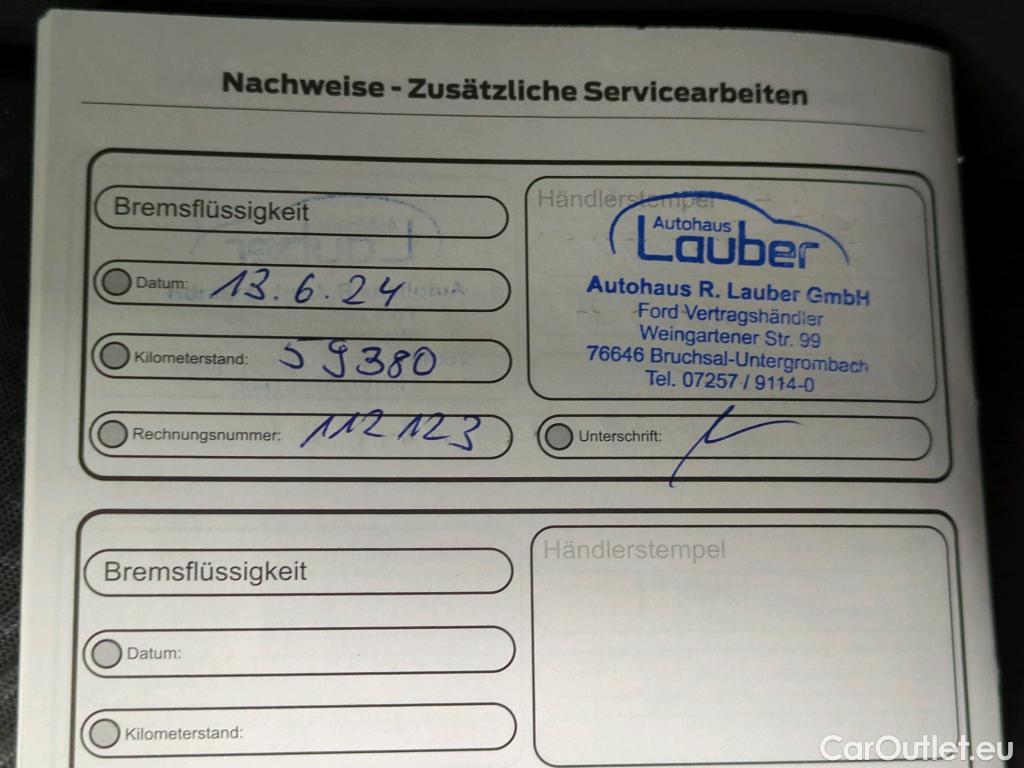 Nachweise - Zusätzliche Servicearbeiten
Bremsflüssigkeit
Datum: 13.6.24
Kilometerstand: 59380
Rechnungsnummer: 112123
Händlerstempel
Autohaus
Lauber
Autohaus R. Lauber GmbH
Ford Vertragshändler
Weingartener Str. 99
76646 Bruchsal-Untergrombach
Tel. 07257 / 9114-0
Unterschrift:
Bremsflüssigkeit
Datum:
Kilometerstand:
Händlerstempel
CarOutlet.eu